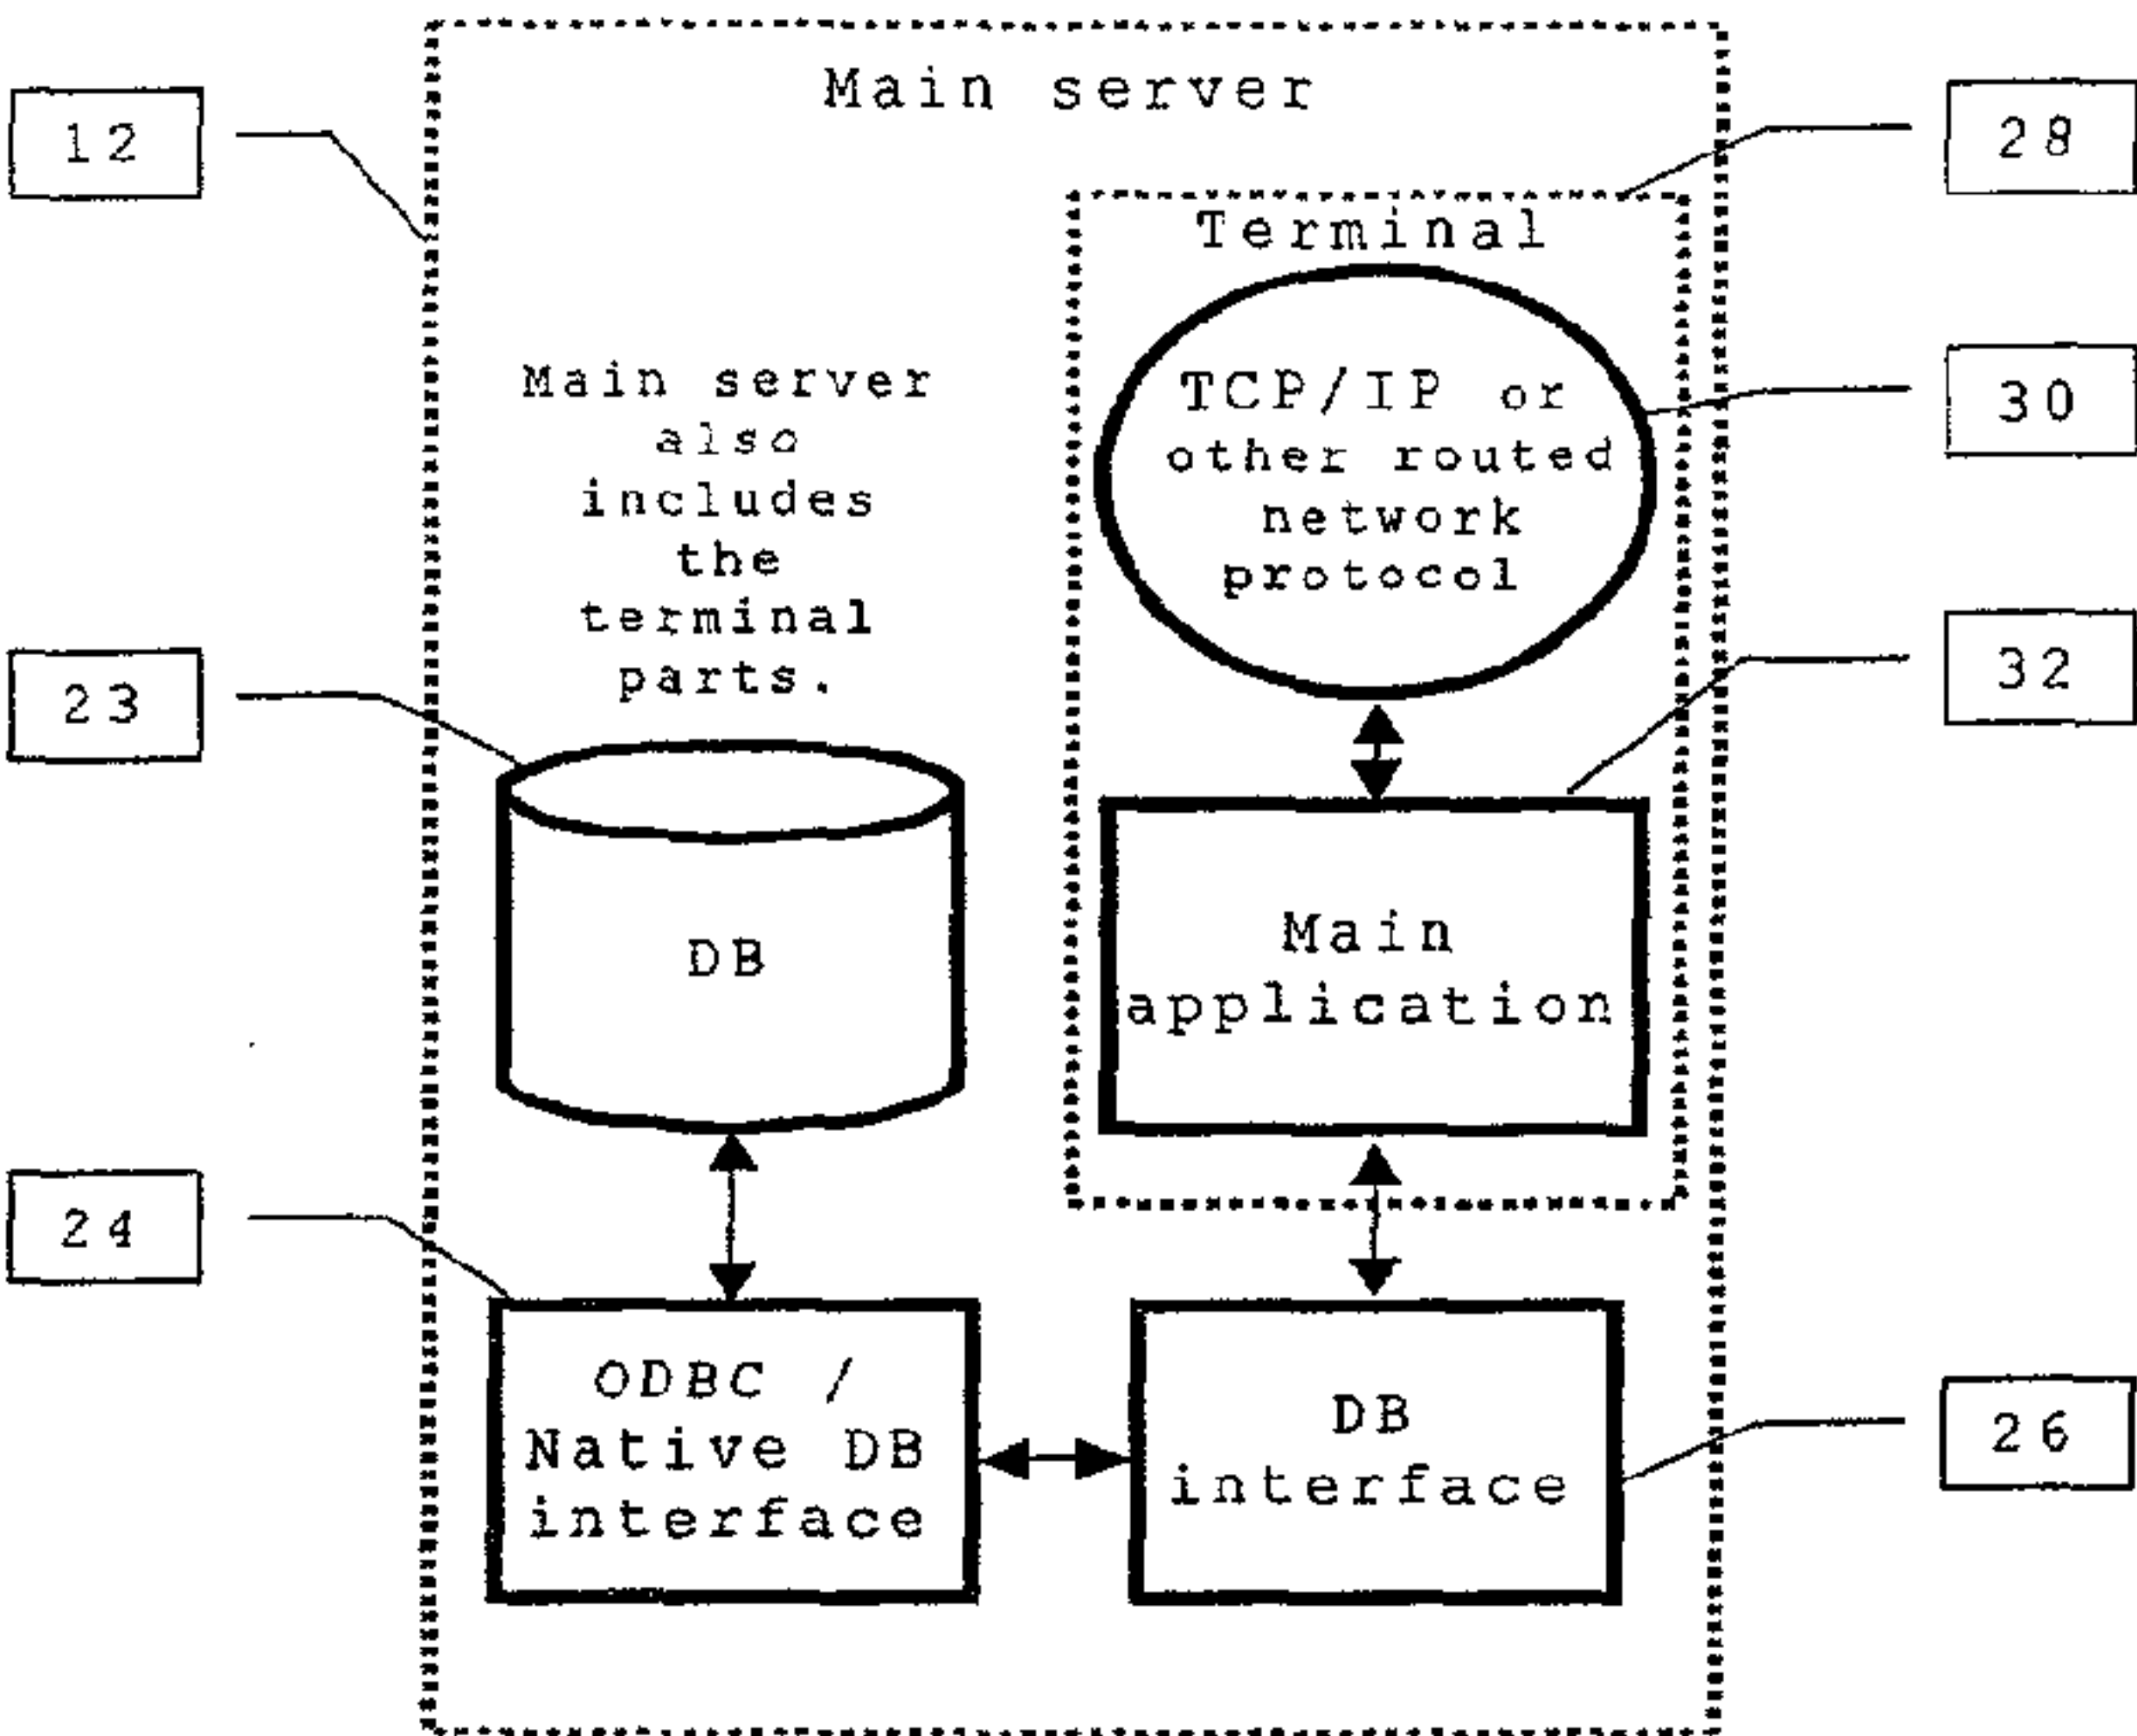 Main server
12
28
Terminal
30
TCP/IP or
other routed
network
protocol
Main server
also
includes
the
terminal
parts.
23
32
DB
Main
application
24
ODBC /
Native DB
interface
DB
interface
26